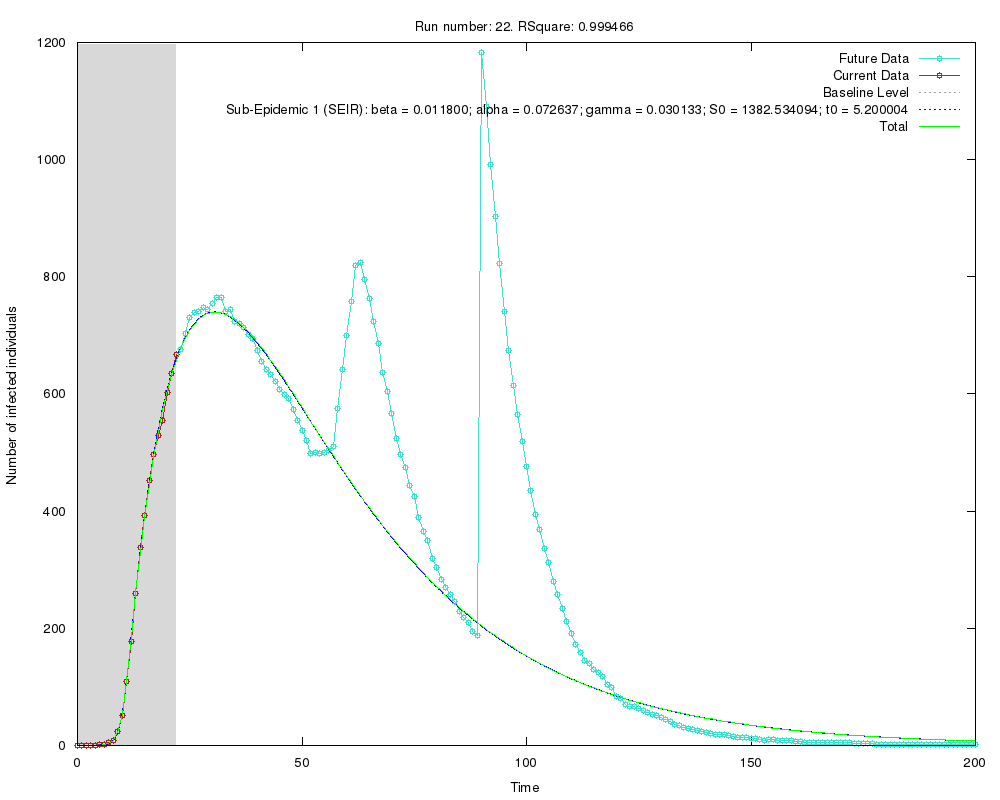 Run number: 22. RSquare: 0.999466
Future Data
Current Data
Baseline Level
Sub-Epidemic 1 (SEIR): beta = 0.011800; alpha = 0.072637; gamma = 0.030133; S0 = 1382.534094; t0 = 5.200004
Total
1200
1000
800
600
400
200
0
Number of infected individuals
0 50 100 150 200
Time